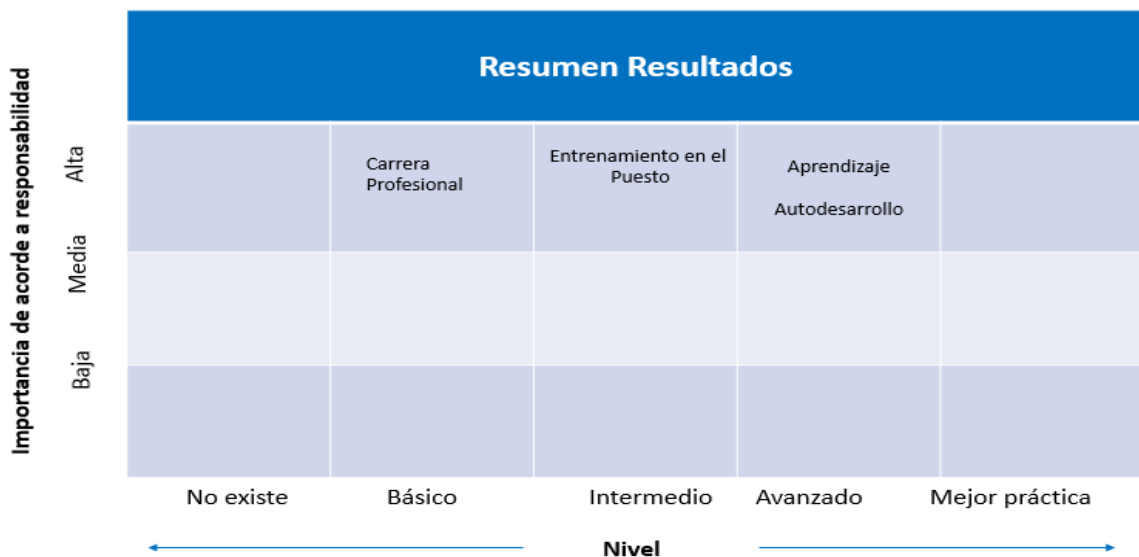 Resumen Resultados
Importancia de acorde a responsabilidad
Alta
Media
Baja
Carrera
Profesional
Entrenamiento en el
Puesto
Aprendizaje
Autodesarrollo
No existe
Básico
Intermedio
Avanzado
Mejor práctica
Nivel